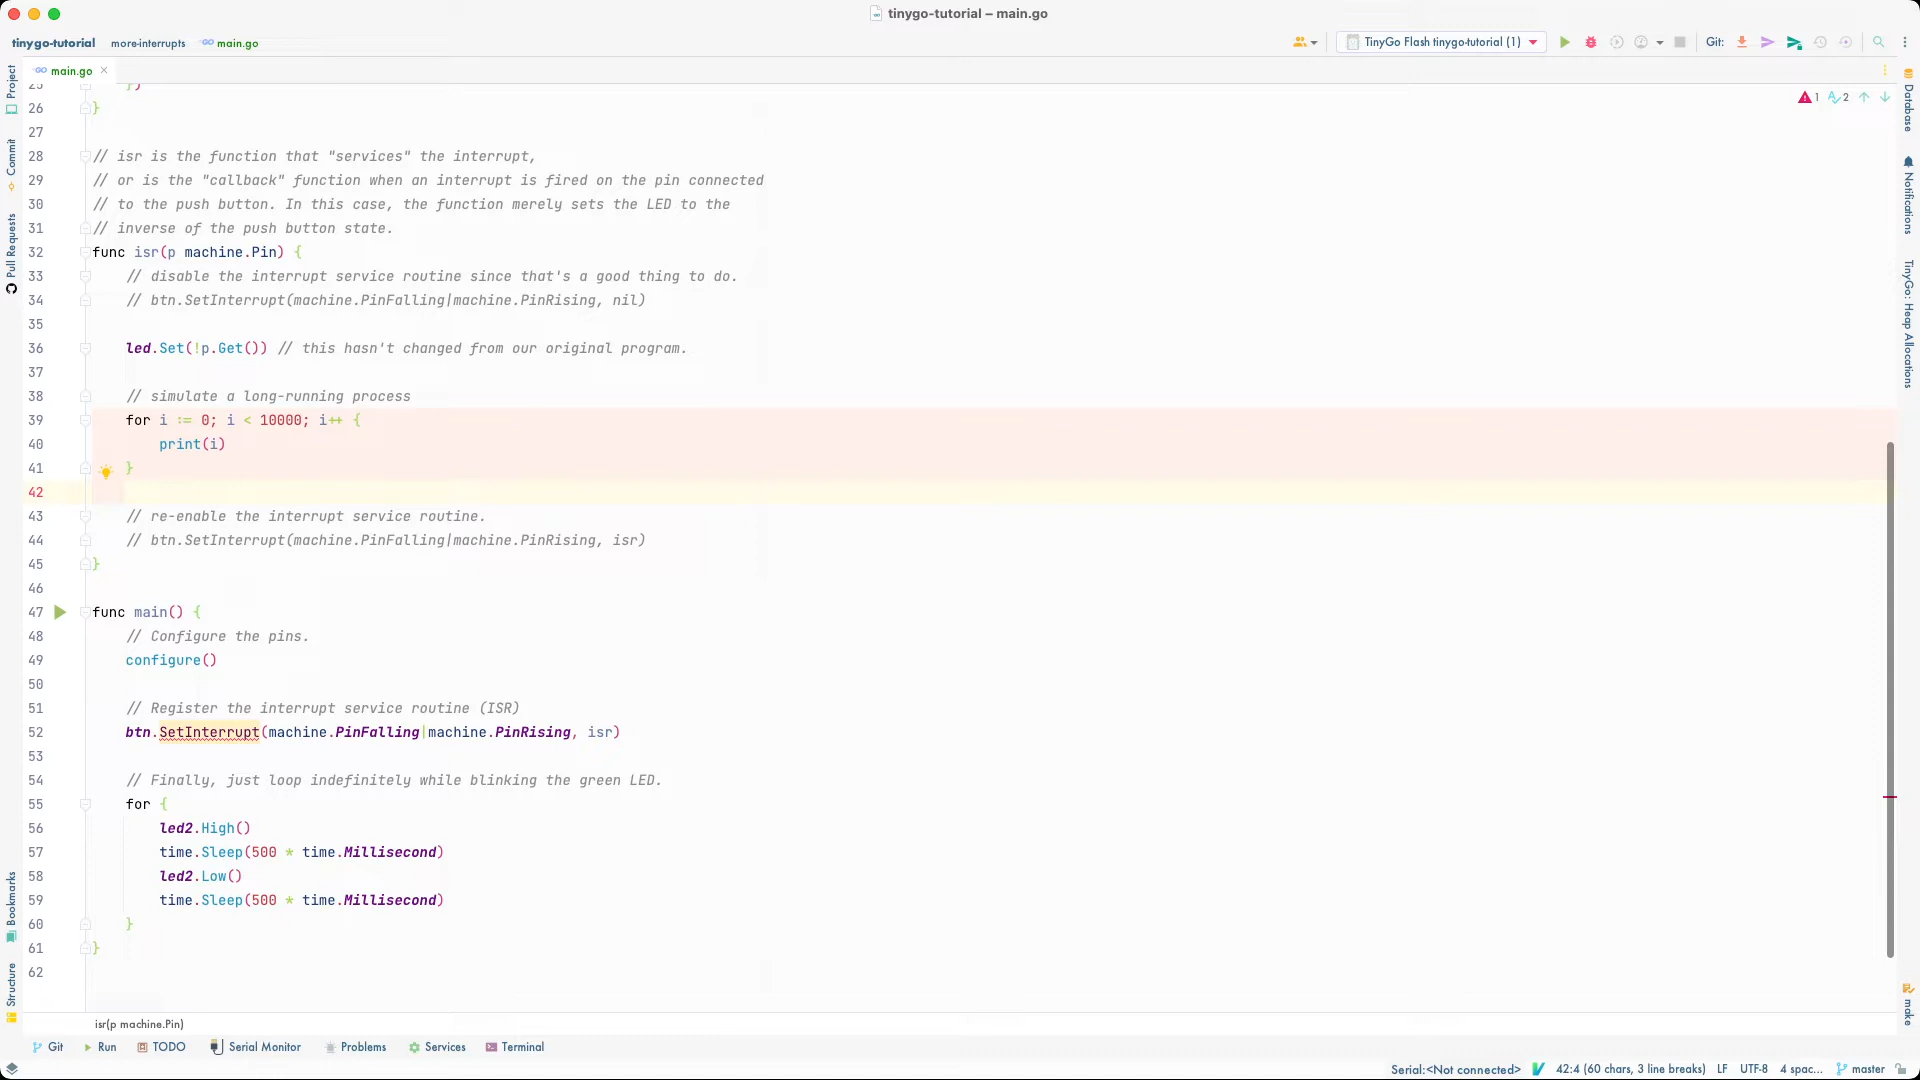 tinygo-tutorial – main.go
tinygo-tutorial more-interrupts main.go
TinyGo Flash tinygo-tutorial (1) Git:
main.go
1 2
25 })
26 }
27
28 // isr is the function that "services" the interrupt,
29 // or is the "callback" function when an interrupt is fired on the pin connected
30 // to the push button. In this case, the function merely sets the LED to the
31 // inverse of the push button state.
32 func isr(p machine.Pin) {
33 // disable the interrupt service routine since that's a good thing to do.
34 // btn.SetInterrupt(machine.PinFalling|machine.PinRising, nil)
35
36 led.Set(!p.Get()) // this hasn't changed from our original program.
37
38 // simulate a long-running process
39 for i := 0; i < 10000; i++ {
40 print(i)
41 }
42
43 // re-enable the interrupt service routine.
44 // btn.SetInterrupt(machine.PinFalling|machine.PinRising, isr)
45 }
46
47 func main() {
48 // Configure the pins.
49 configure()
50
51 // Register the interrupt service routine (ISR)
52 btn.SetInterrupt(machine.PinFalling|machine.PinRising, isr)
53
54 // Finally, just loop indefinitely while blinking the green LED.
55 for {
56 led2.High()
57 time.Sleep(500 * time.Millisecond)
58 led2.Low()
59 time.Sleep(500 * time.Millisecond)
60 }
61 }
62
Project
Commit
Pull Requests
Bookmarks
Structure
Database
Notifications
TinyGo: Heap Allocations
make
isr(p machine.Pin)
Git Run TODO Serial Monitor Problems Services Terminal
Serial:<Not connected> 42:4 (60 chars, 3 line breaks) LF UTF-8 4 spac... master